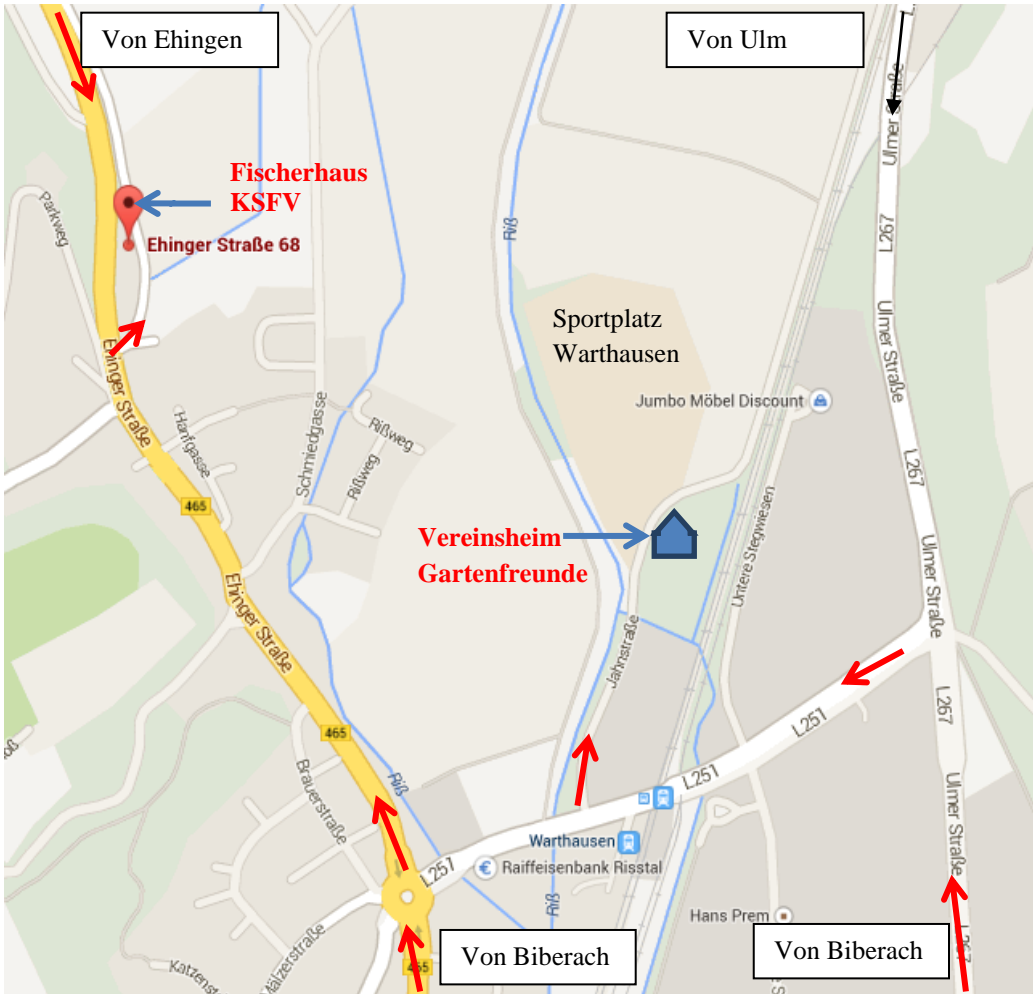 Von Ehingen
Von Ulm
Ulmer Straße
Fischerhaus
KSFV
Parkweg
Ehinger Straße 68
Riß
L267
Sportplatz
Warthausen
Ulmer Straße
Ehinger Straße
Jumbo Möbel Discount
Hanfgasse
Schmiedgasse
Rißweg
Rißweg
L267
465
Vereinsheim
Gartenfreunde
Untere Stegwiesen
Ulmer Straße
Ehinger Straße
Jahnstraße
L267
465
L251
Brauerstraße
Riß
L251
Ulmer Straße
Warthausen
L251
Raiffeisenbank Risstal
Riß
Hans Prem
Mälzerstraße
Von Biberach
Von Biberach
L267
465